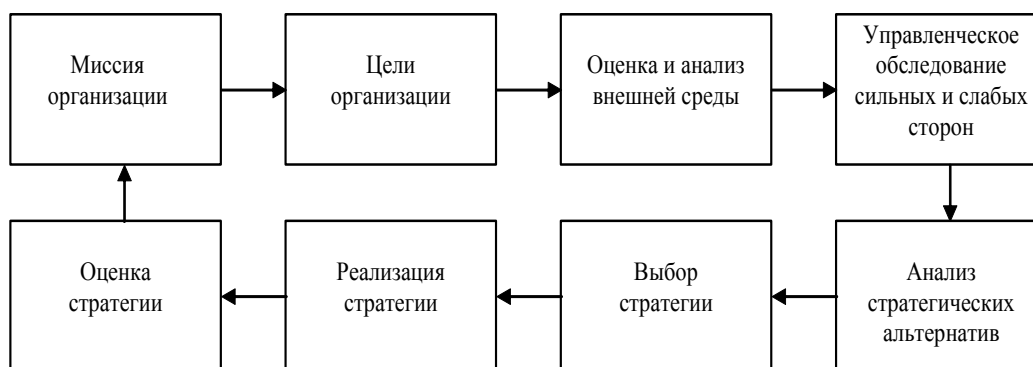 Миссия
организации
Цели
организации
Оценка и анализ
внешней среды
Управленческое
обследование
сильных и слабых
сторон
Оценка
стратегии
Реализация
стратегии
Выбор
стратегии
Анализ
стратегических
альтернатив